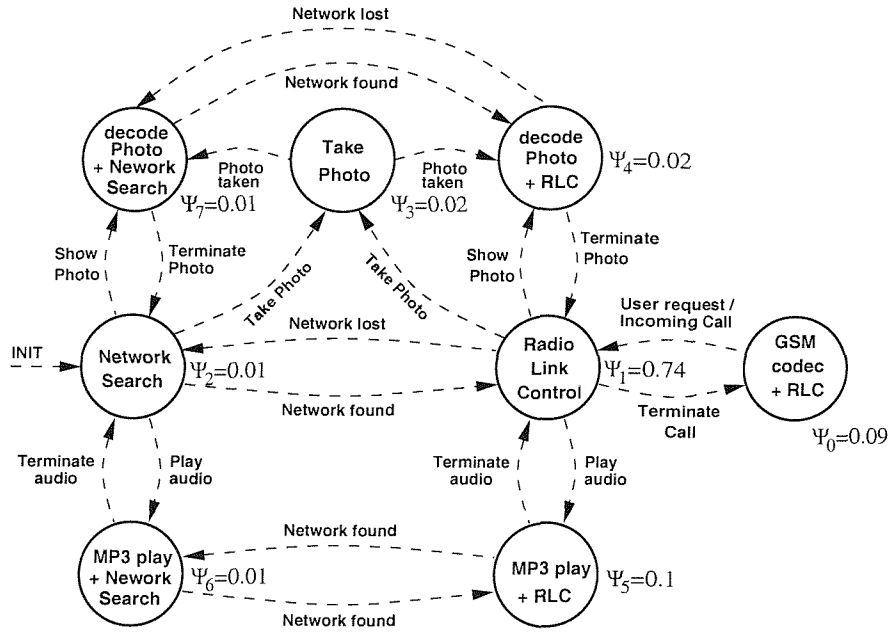 Network lost
Network found
decode
Photo
+ Nework
Search
Take
Photo
decode
Photo
+ RLC
Photo
taken
Photo
taken
Ψ7=0.01
Ψ3=0.02
Ψ4=0.02
Show
Photo
Terminate
Photo
Take Photo
Take Photo
Show
Photo
Terminate
Photo
User request /
Incoming Call
INIT
Network
Search
Ψ2=0.01
Network lost
Network found
Radio
Link
Control
Ψ1=0.74
GSM
codec
+ RLC
Terminate
Call
Ψ0=0.09
Terminate
audio
Play
audio
Terminate
audio
Play
audio
MP3 play
+ Nework
Search
Ψ6=0.01
Network found
Network found
MP3 play
+ RLC
Ψ5=0.1